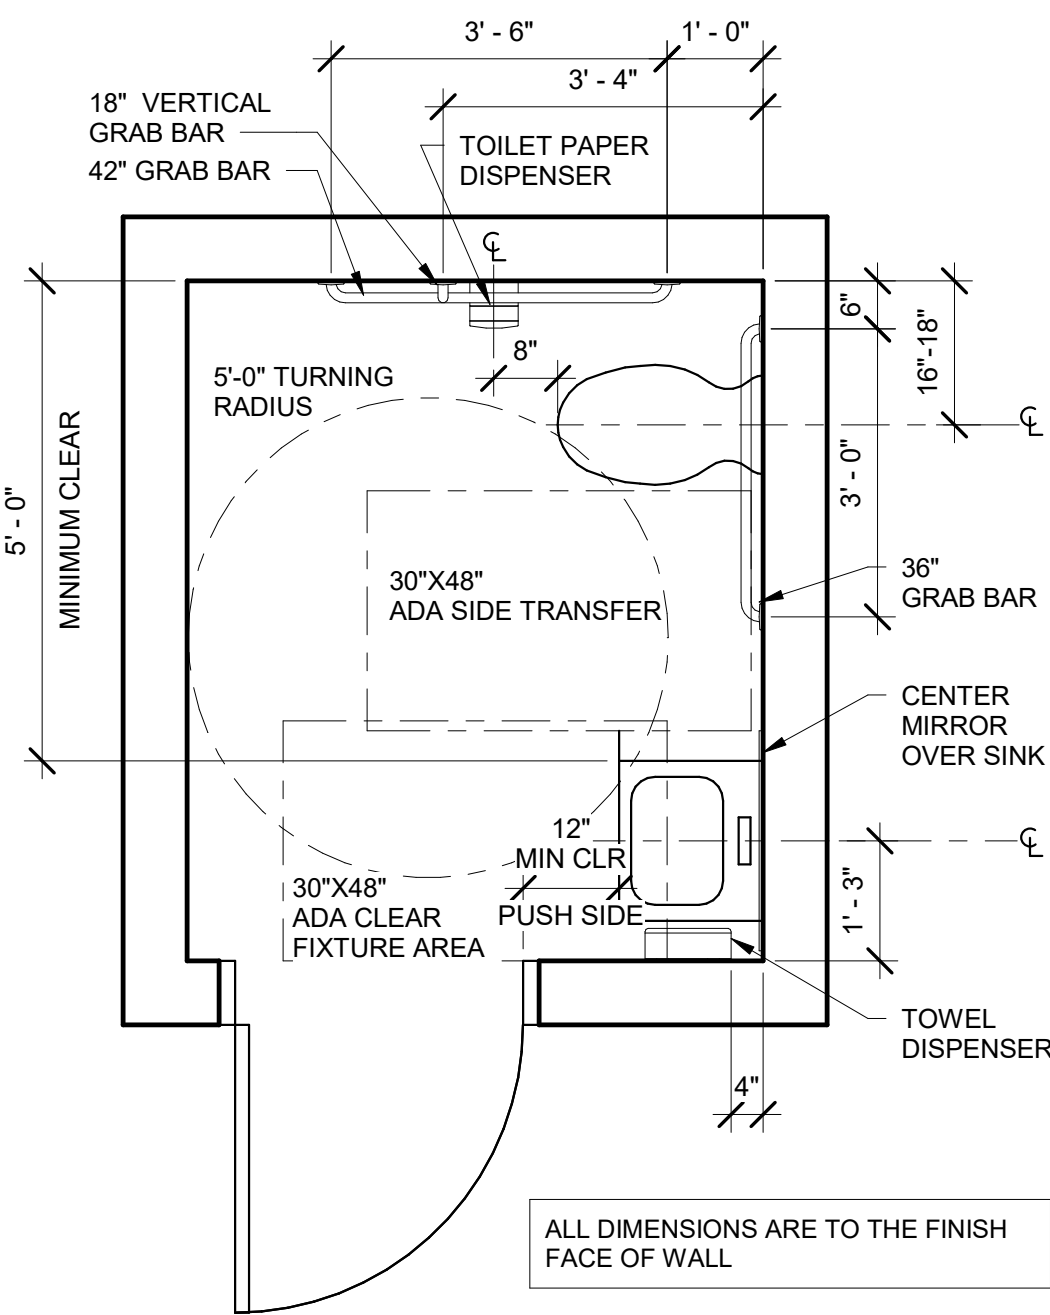 3' - 6"
1' - 0"
3' - 4"
18" VERTICAL
GRAB BAR
42" GRAB BAR
TOILET PAPER
DISPENSER
℄
6"
16"-18"
8"
5'-0" TURNING
RADIUS
℄
5' - 0"
MINIMUM CLEAR
3' - 0"
30"X48"
ADA SIDE TRANSFER
36"
GRAB BAR
CENTER
MIRROR
OVER SINK
12"
MIN CLR
PUSH SIDE
℄
1' - 3"
30"X48"
ADA CLEAR
FIXTURE AREA
TOWEL
DISPENSER
4"
ALL DIMENSIONS ARE TO THE FINISH
FACE OF WALL